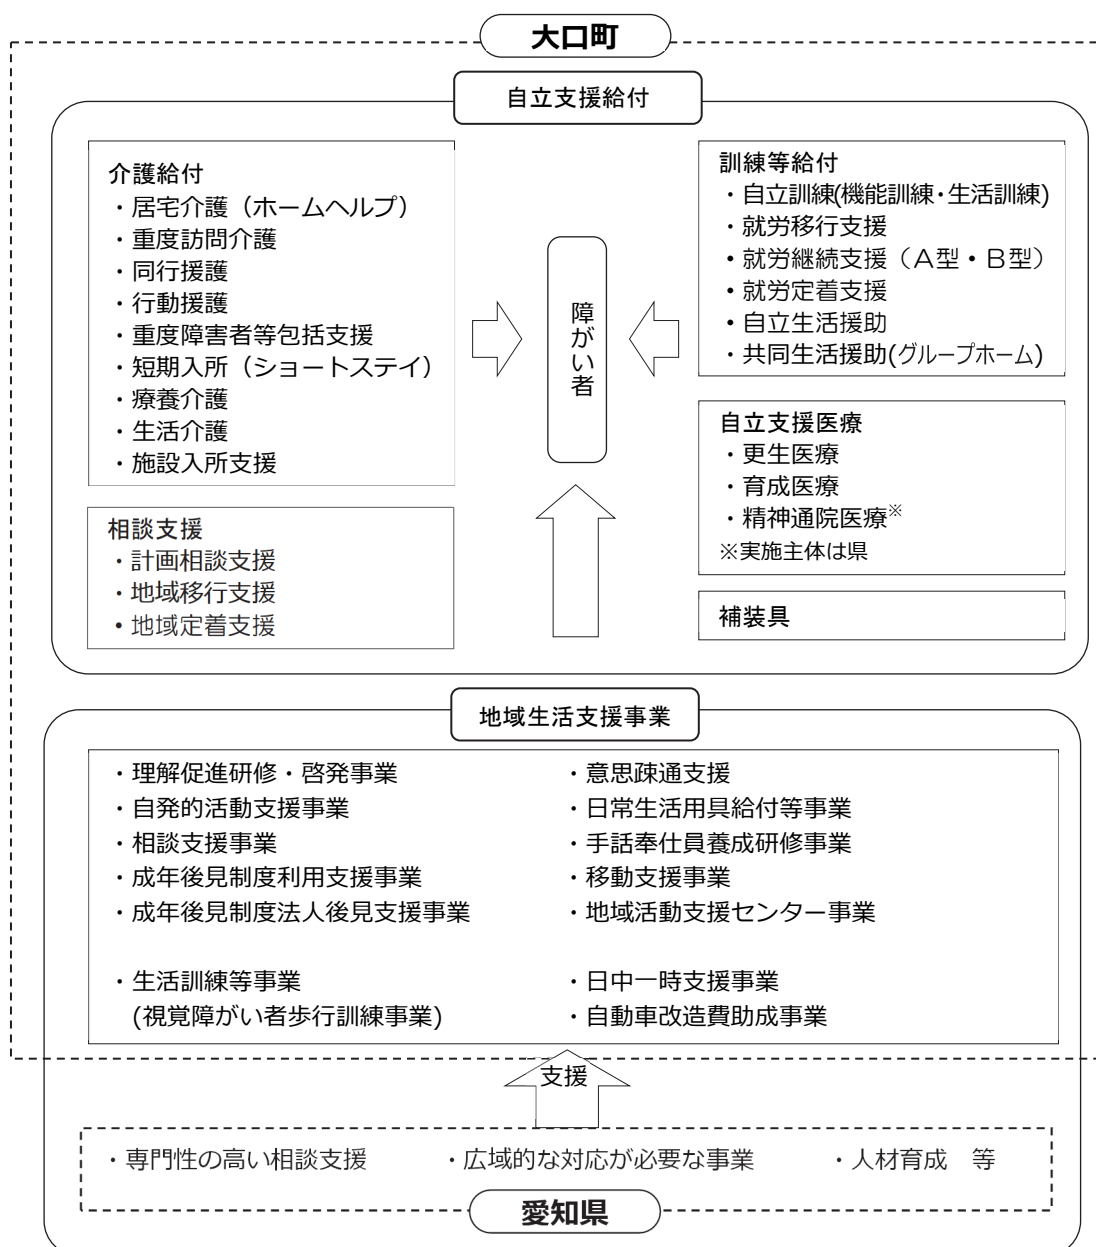 大口町
自立支援給付
介護給付
・居宅介護（ホームヘルプ）
・重度訪問介護
・同行援護
・行動援護
・重度障害者等包括支援
・短期入所（ショートステイ）
・療養介護
・生活介護
・施設入所支援
相談支援
・計画相談支援
・地域移行支援
・地域定着支援
障がい者
訓練等給付
・自立訓練(機能訓練・生活訓練)
・就労移行支援
・就労継続支援（Ａ型・Ｂ型）
・就労定着支援
・自立生活援助
・共同生活援助(グループホーム)
自立支援医療
・更生医療
・育成医療
・精神通院医療※
※実施主体は県
補装具
地域生活支援事業
・理解促進研修・啓発事業
・自発的活動支援事業
・相談支援事業
・成年後見制度利用支援事業
・成年後見制度法人後見支援事業
・生活訓練等事業
(視覚障がい者歩行訓練事業)
・意思疎通支援
・日常生活用具給付等事業
・手話奉仕員養成研修事業
・移動支援事業
・地域活動支援センター事業
・日中一時支援事業
・自動車改造費助成事業
支援
・専門性の高い相談支援　・広域的な対応が必要な事業　・人材育成　等
愛知県